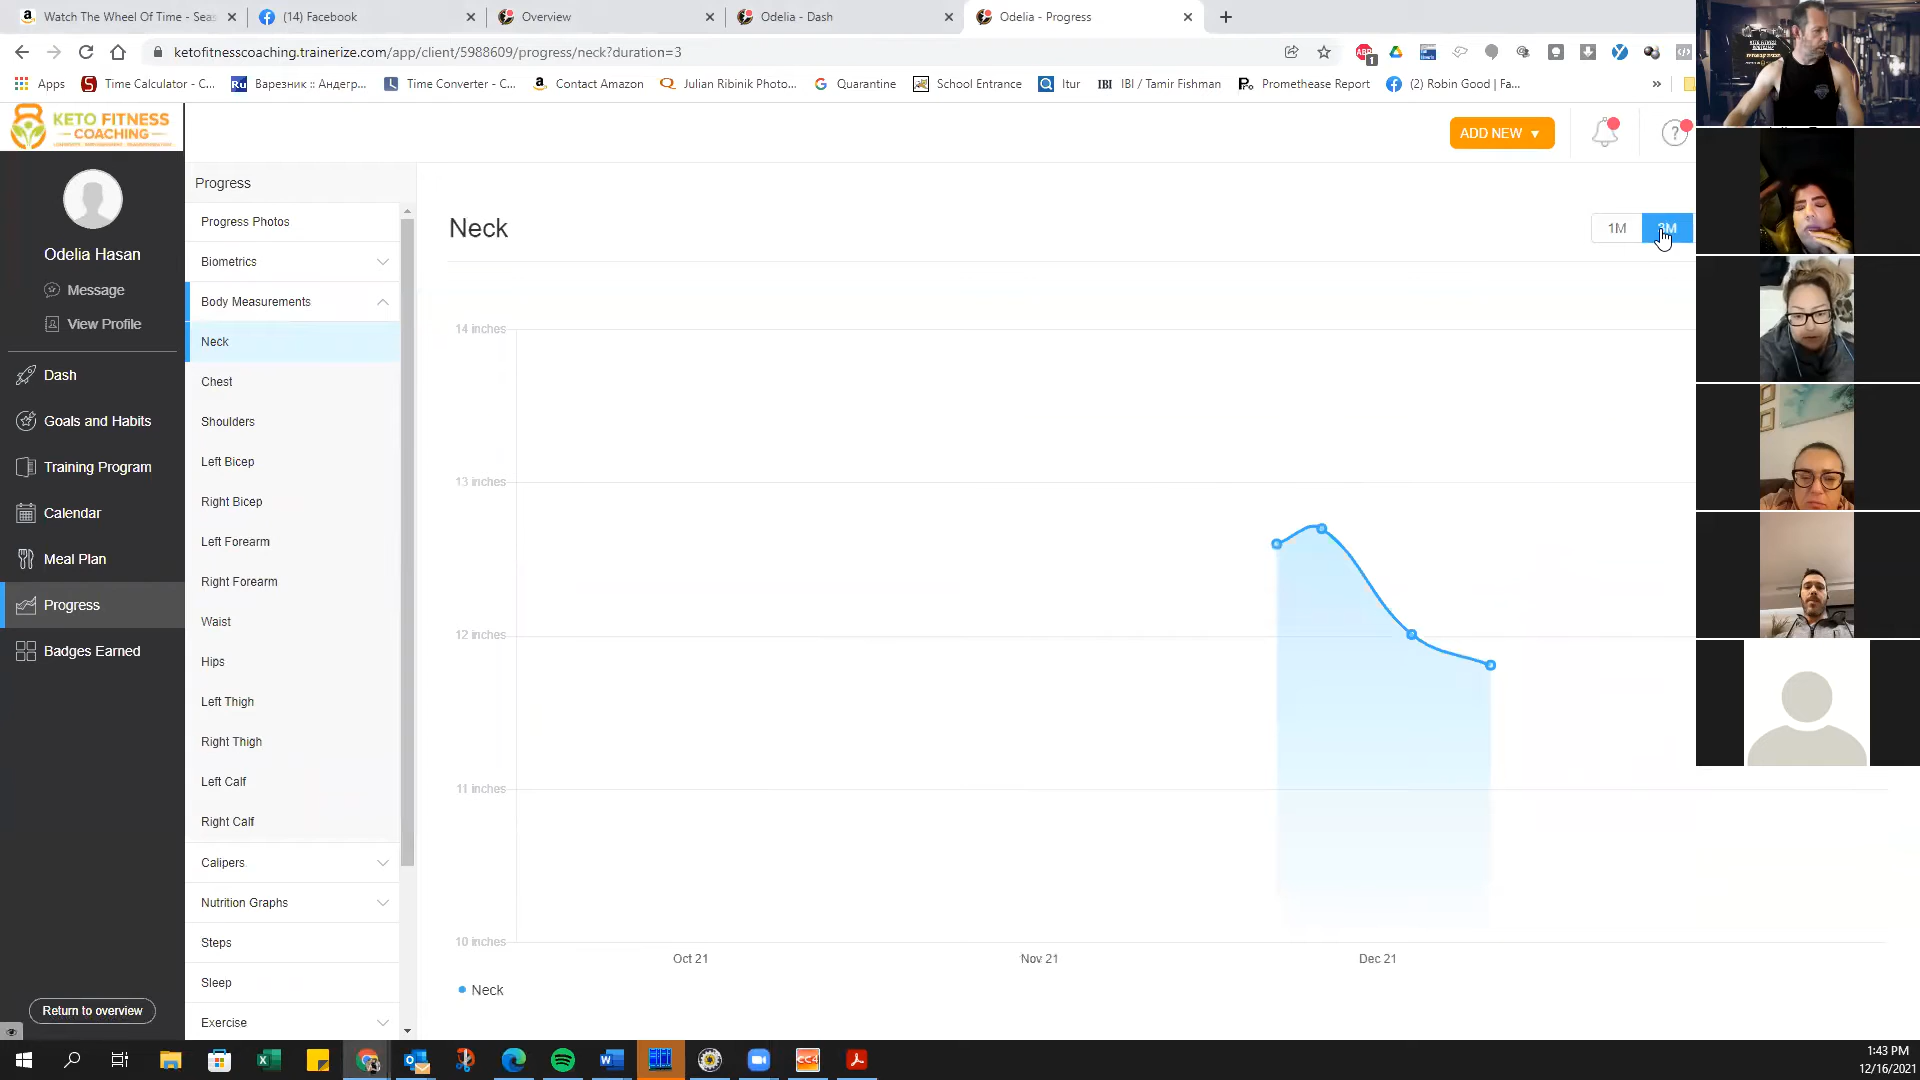 Watch The Wheel Of Time - Seas
(14) Facebook
Overview
Odelia - Dash
Odelia - Progress
ketofitnesscoaching.trainerize.com/app/client/5988609/progress/neck?duration=3
ABP
1
Apps
Time Calculator - C...
Варезник :: Андегр...
Time Converter - C...
Contact Amazon
Julian Ribinik Photo...
Quarantine
School Entrance
Itur
IBI
IBI / Tamir Fishman
Promethease Report
(2) Robin Good | Fa...
»
KETO FITNESS
COACHING
ADD NEW
Odelia Hasan
Message
View Profile
Dash
Goals and Habits
Training Program
Calendar
Meal Plan
Progress
Badges Earned
Return to overview
Progress
Progress Photos
Biometrics
Body Measurements
Neck
Chest
Shoulders
Left Bicep
Right Bicep
Left Forearm
Right Forearm
Waist
Hips
Left Thigh
Right Thigh
Left Calf
Right Calf
Calipers
Nutrition Graphs
Steps
Sleep
Exercise
Neck
1M
3M
14 inches
13 inches
12 inches
11 inches
10 inches
Oct 21
Nov 21
Dec 21
Neck
1:43 PM
12/16/2021